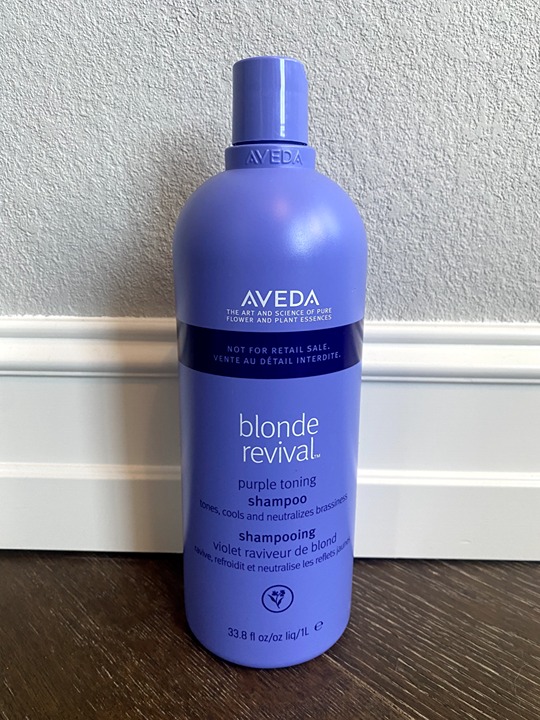 AVEDA
AVEDA
THE ART AND SCIENCE OF PURE
FLOWER AND PLANT ESSENCES
NOT FOR RETAIL SALE.
VENTE AU DÉTAIL INTERDITE.
blonde
revival™
purple toning
shampoo
tones, cools and neutralizes brassiness
shampooing
violet raviveur de blond
ravive, refroidit et neutralise les reflets jaunes
33.8 fl oz/oz liq/1L ℮